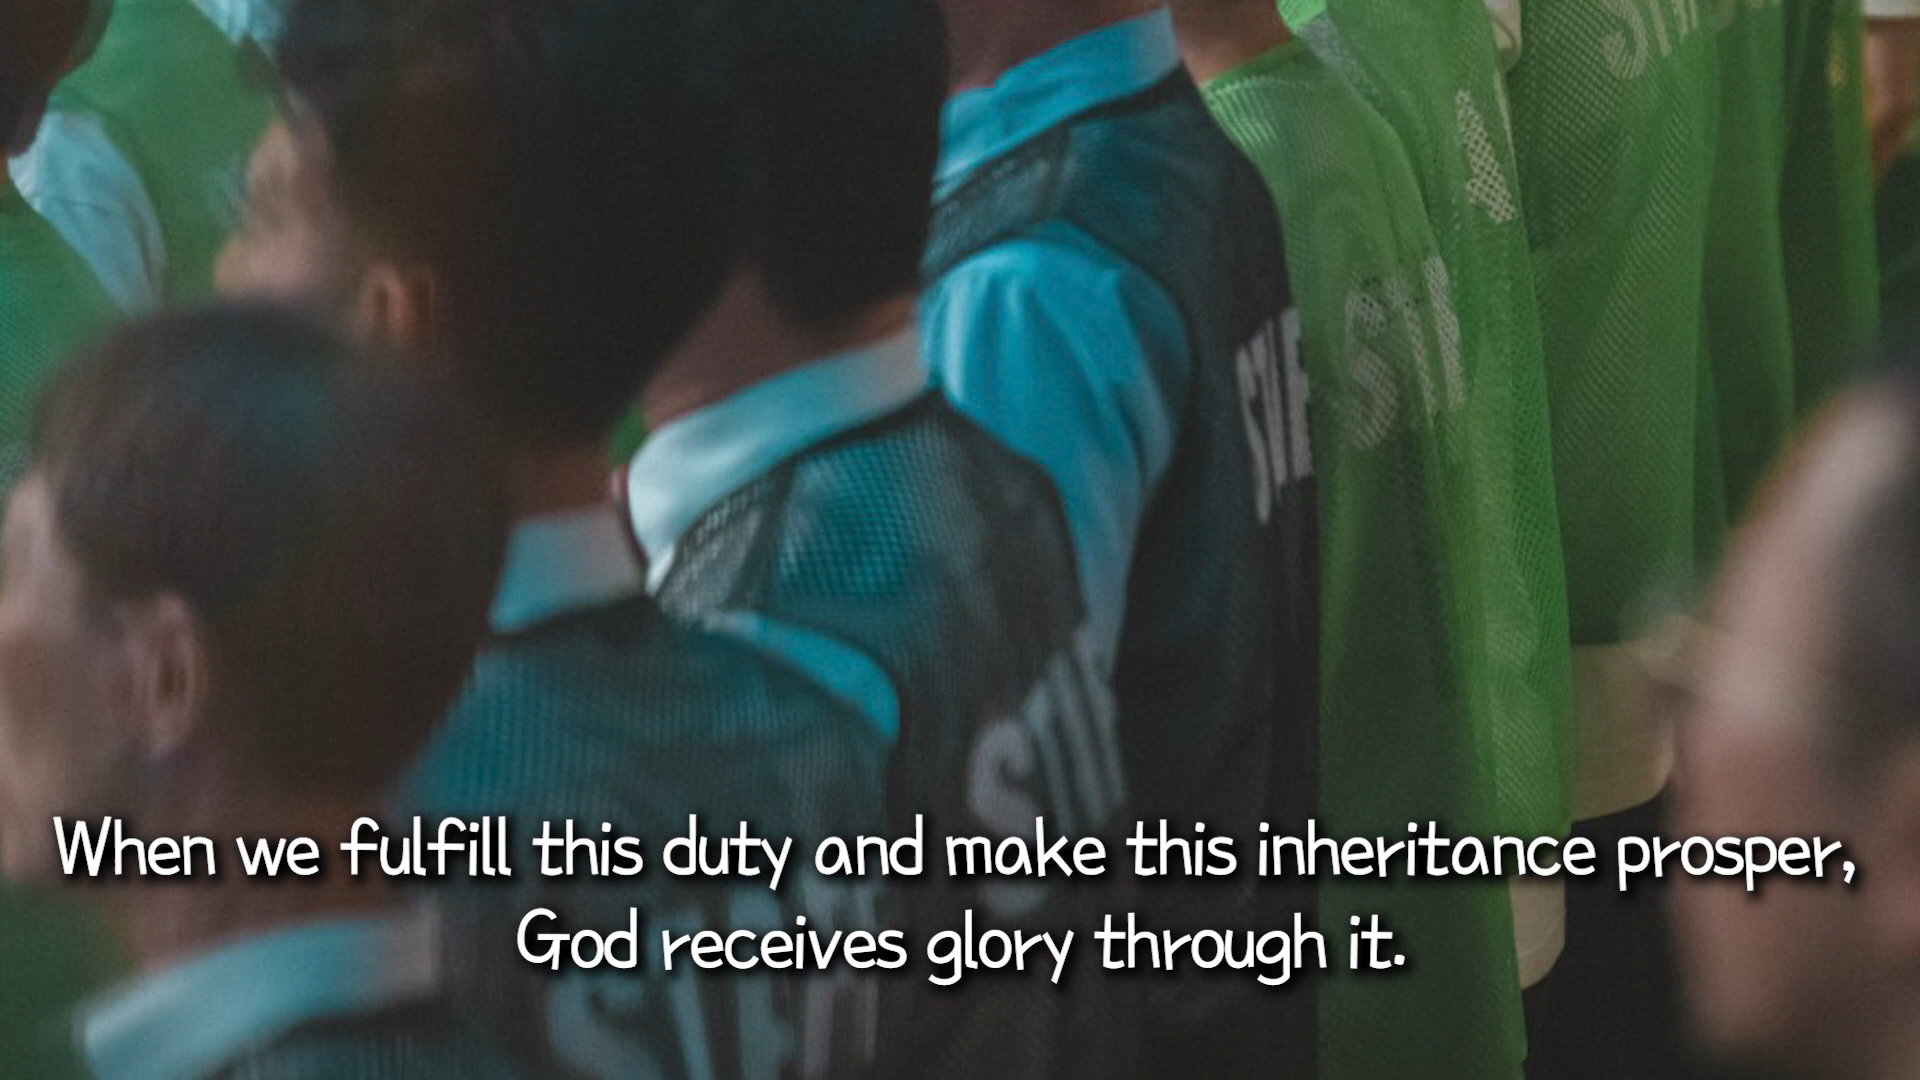 When we fulfill this duty and make this inheritance prosper,
God receives glory through it.